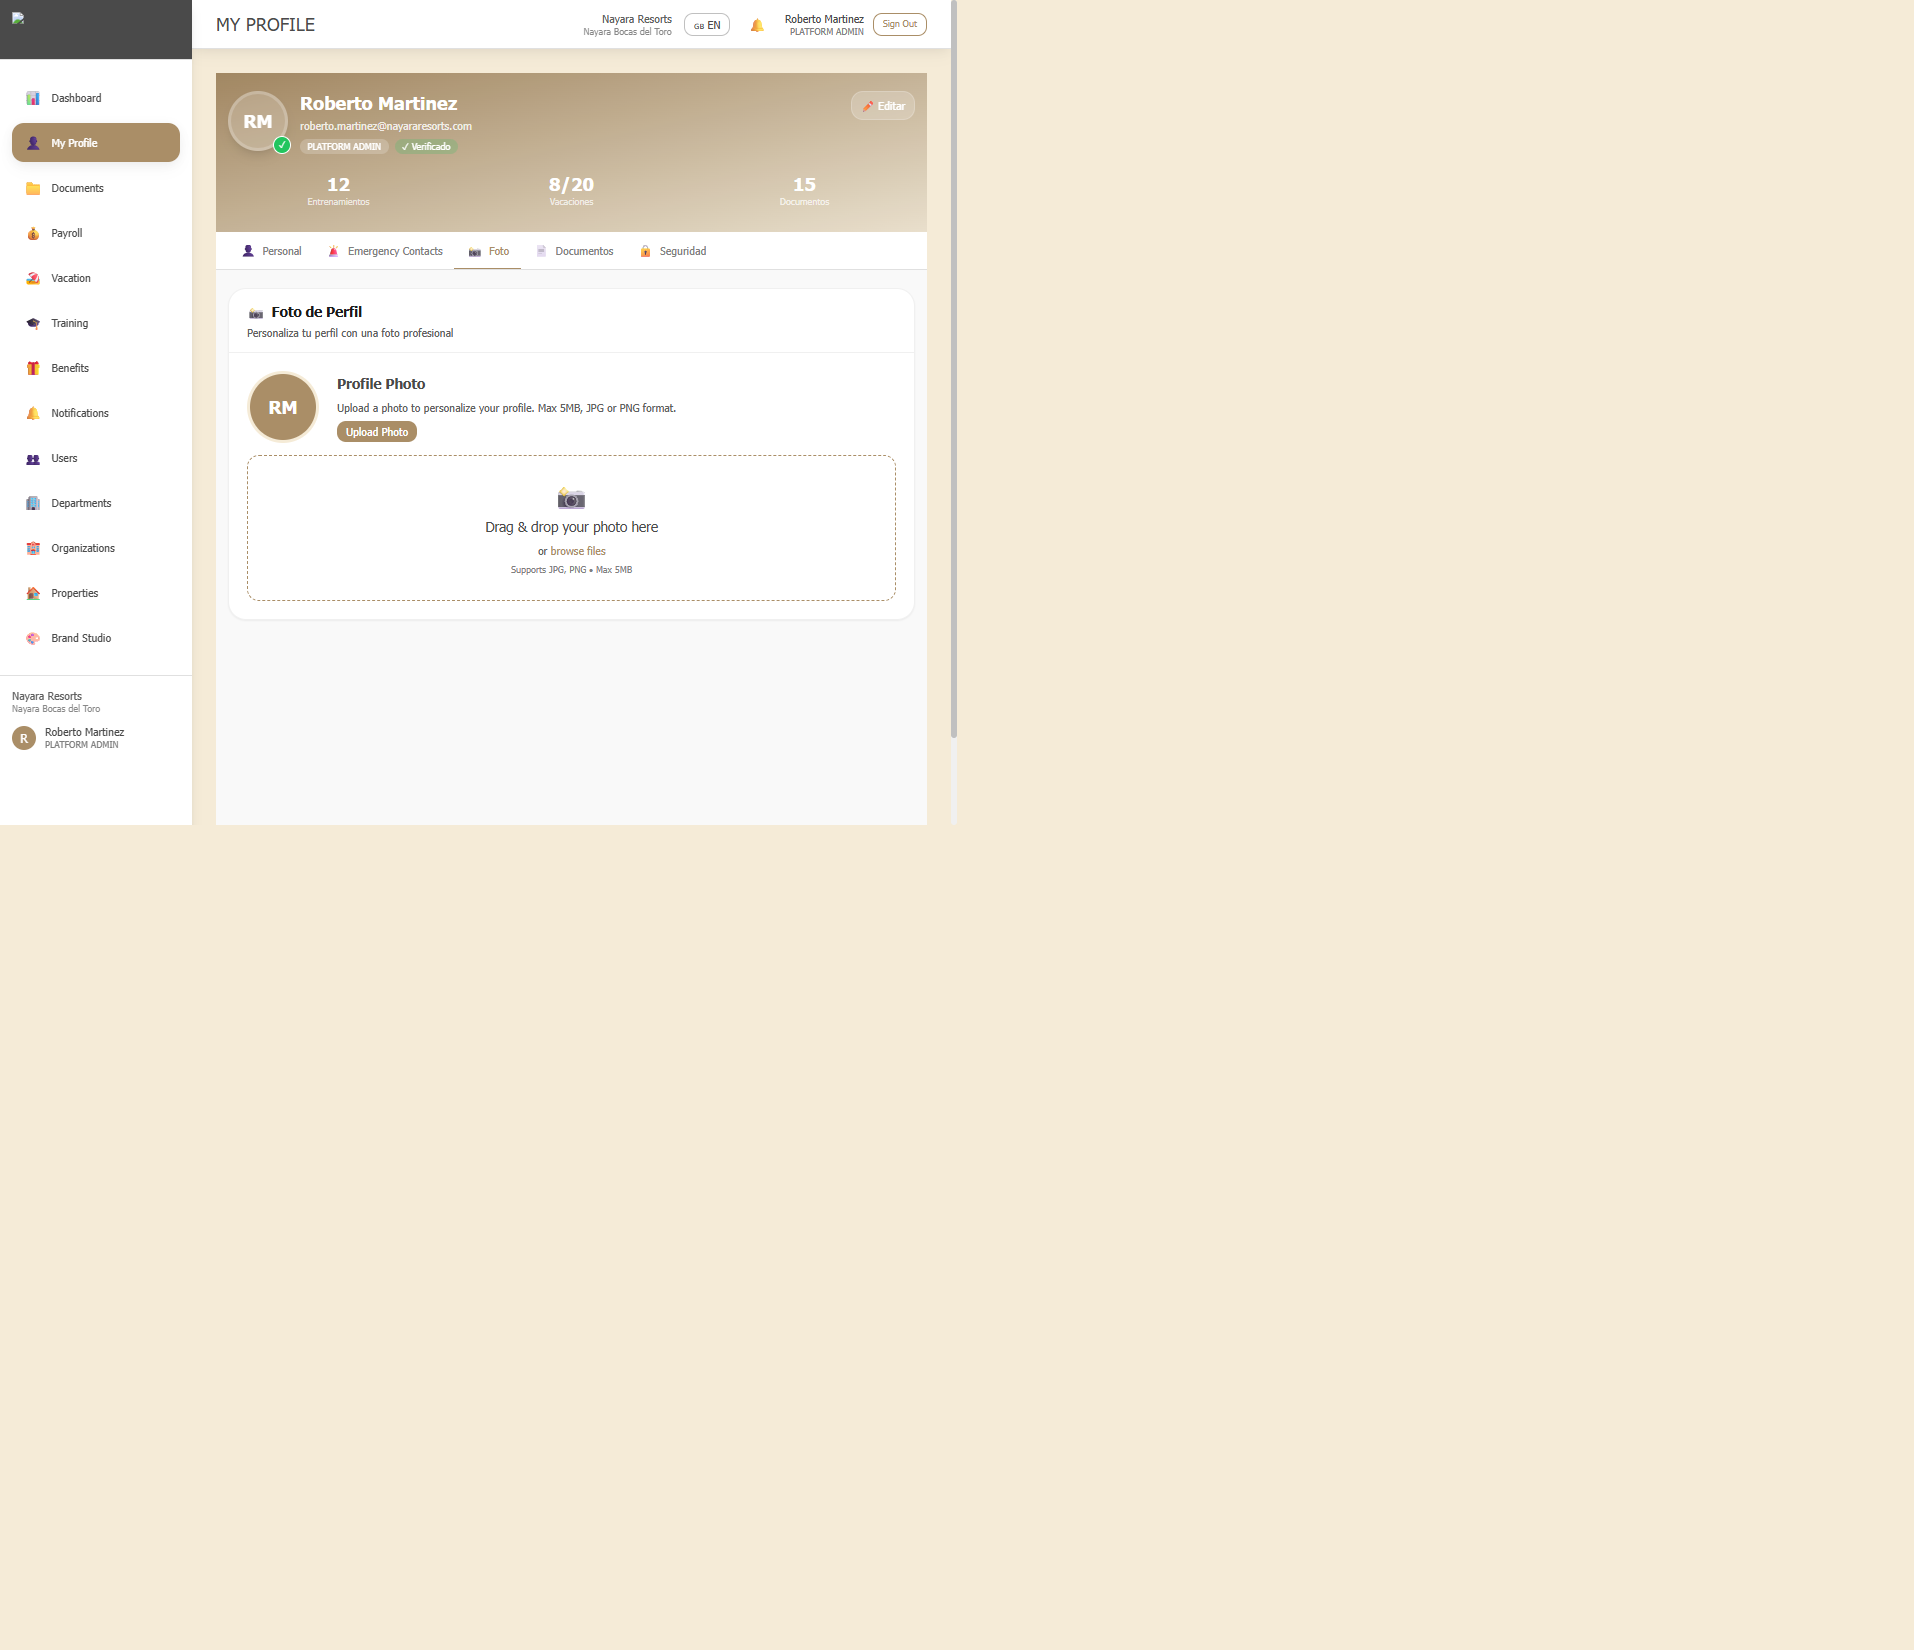 MY PROFILE
Nayara Resorts
Nayara Bocas del Toro
GB EN
Roberto Martinez
PLATFORM ADMIN
Sign Out
Dashboard
My Profile
Documents
Payroll
Vacation
Training
Benefits
Notifications
Users
Departments
Organizations
Properties
Brand Studio
Nayara Resorts
Nayara Bocas del Toro
R
Roberto Martinez
PLATFORM ADMIN
RM
✓
Roberto Martinez
roberto.martinez@nayararesorts.com
PLATFORM ADMIN
✓ Verificado
Editar
12
Entrenamientos
8/20
Vacaciones
15
Documentos
Personal
Emergency Contacts
Foto
Documentos
Seguridad
Foto de Perfil
Personaliza tu perfil con una foto profesional
RM
Profile Photo
Upload a photo to personalize your profile. Max 5MB, JPG or PNG format.
Upload Photo
Drag & drop your photo here
or browse files
Supports JPG, PNG • Max 5MB